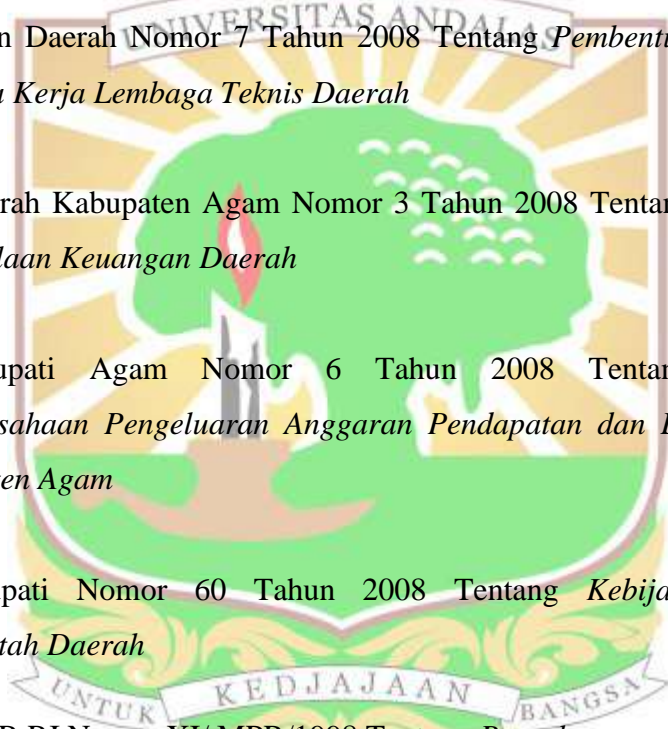 UNIVERSITAS ANDALAS
n Daerah Nomor 7 Tahun 2008 Tentang Pembentu
Kerja Lembaga Teknis Daerah
rah Kabupaten Agam Nomor 3 Tahun 2008 Tentan
laan Keuangan Daerah
upati Agam Nomor 6 Tahun 2008 Tentan
sahaan Pengeluaran Anggaran Pendapatan dan
en Agam
pati Nomor 60 Tahun 2008 Tentang Kebija
tah Daerah
UNTUK KEDJAJAAN BANGSA